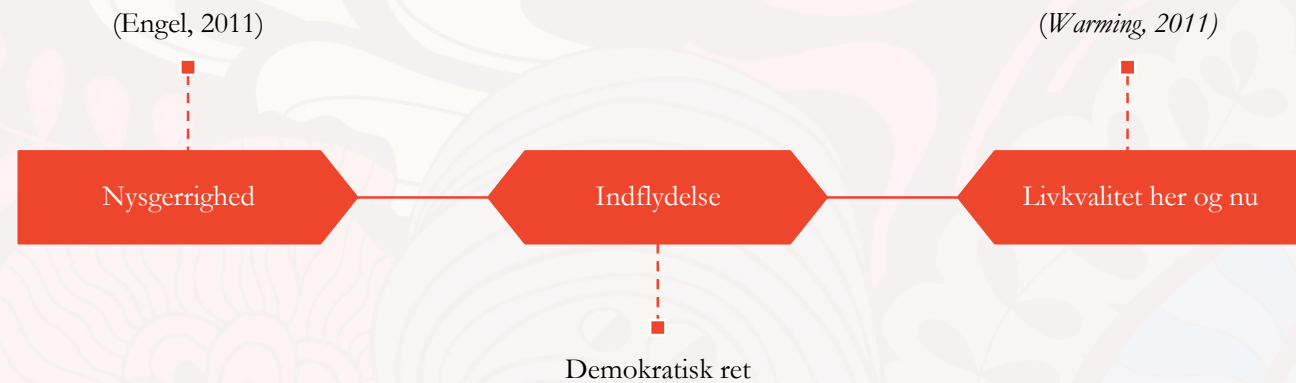 (Engel, 2011)
(Warming, 2011)
Nysgerrighed
Indflydelse
Livkvalitet her og nu
Demokratisk ret